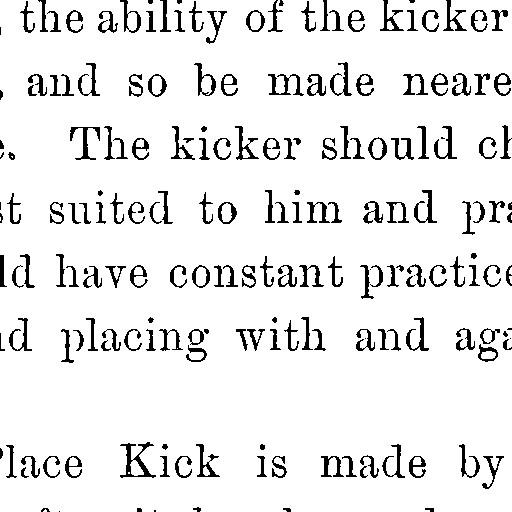 the ability of the kicker
, and so be made neare
e. The kicker should ch
st suited to him and pra
ld have constant practice
nd placing with and aga
Place Kick is made by